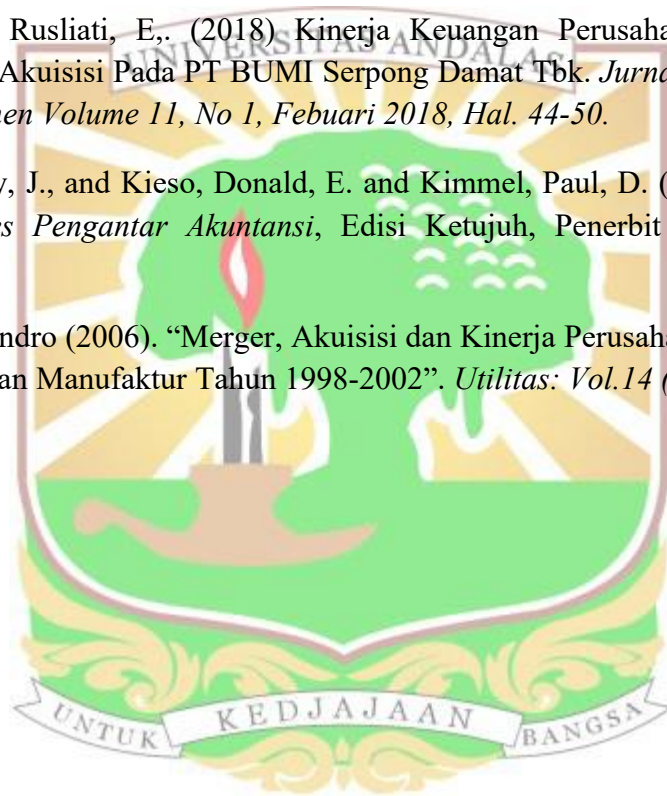 Rusliati, E,. (2018) Kinerja Keuangan Perusaha
UNIVERSITAS ANDALAS
Akuisisi Pada PT BUMI Serpong Damat Tbk. Jurna
nen Volume 11, No 1, Febuari 2018, Hal. 44-50.
y, J., and Kieso, Donald, E. and Kimmel, Paul, D. (
es Pengantar Akuntansi, Edisi Ketujuh, Penerbit
ndro (2006). “Merger, Akuisisi dan Kinerja Perusaha
an Manufaktur Tahun 1998-2002”. Utilitas: Vol.14 (
UNTUK KEDJAJAAN BANGSA